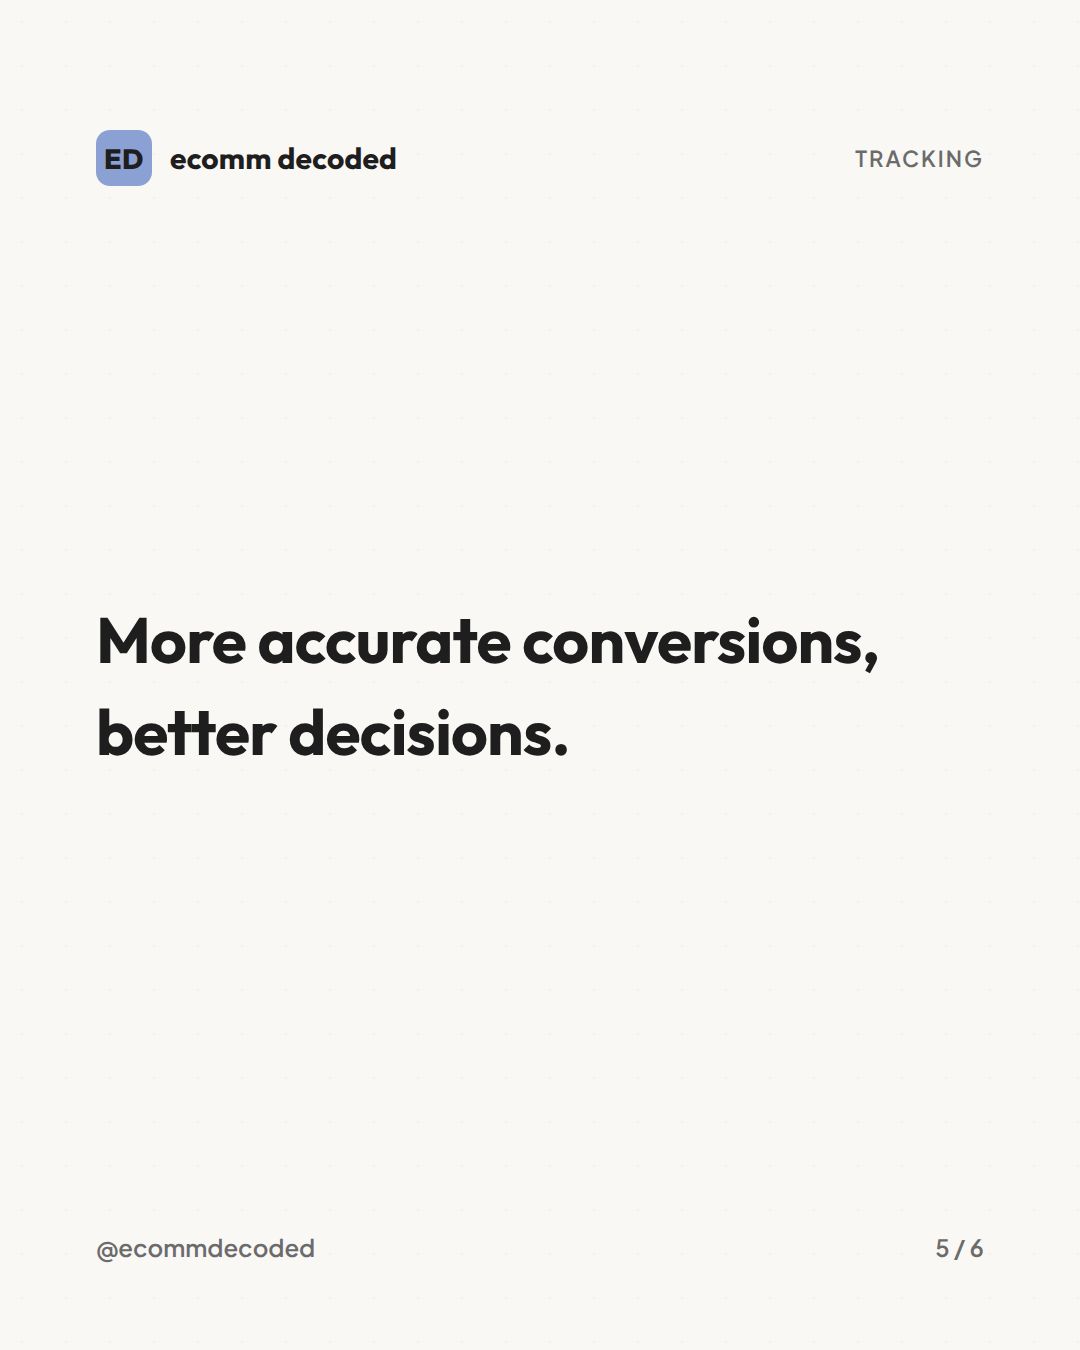 ED
ecomm decoded
TRACKING
More accurate conversions,
better decisions.
@ecommdecoded
5 / 6